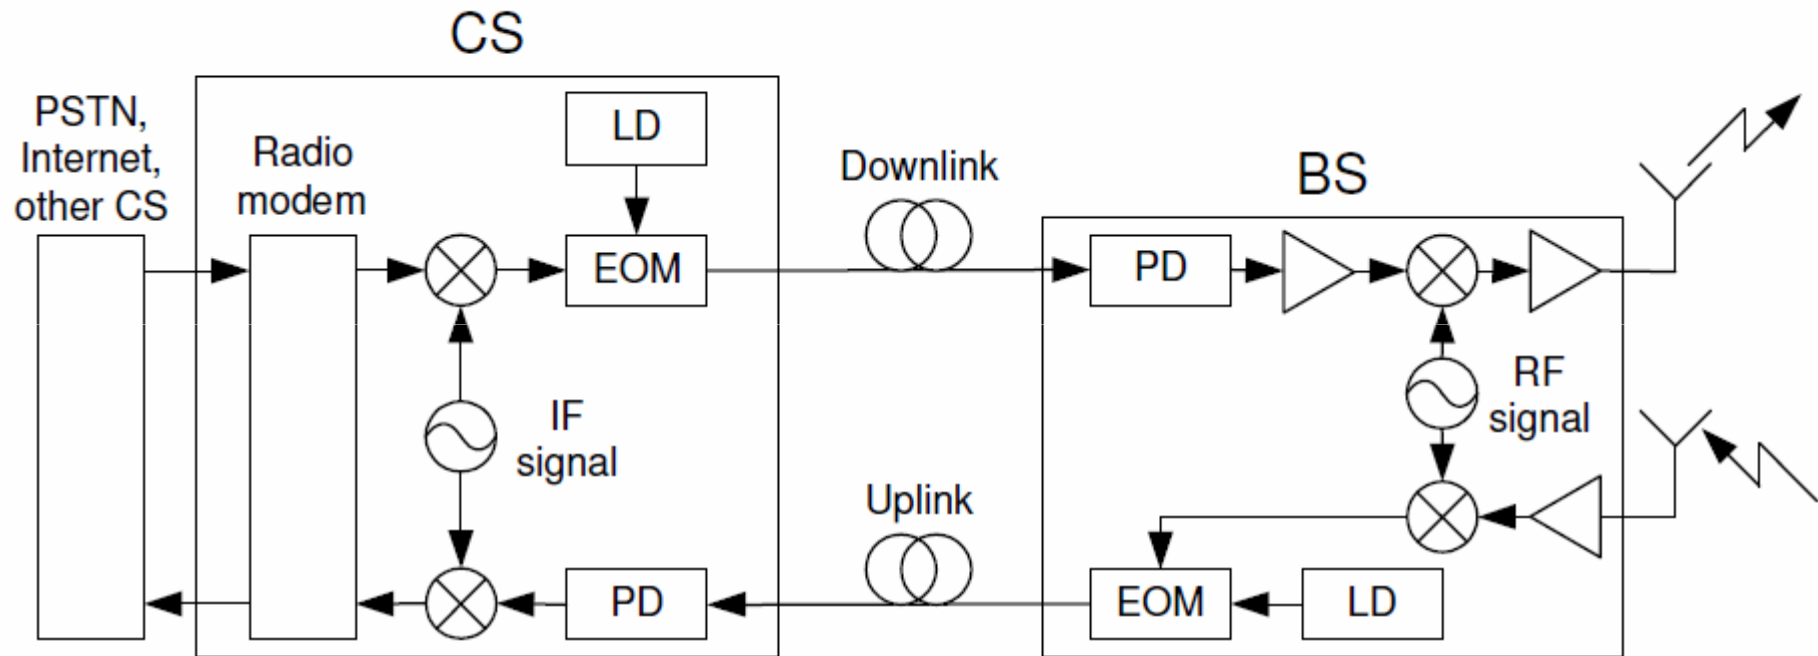 CS
PSTN,
Internet,
other CS
Radio
modem
LD
EOM
IF
signal
PD
Downlink
Uplink
BS
PD
RF
signal
EOM
LD